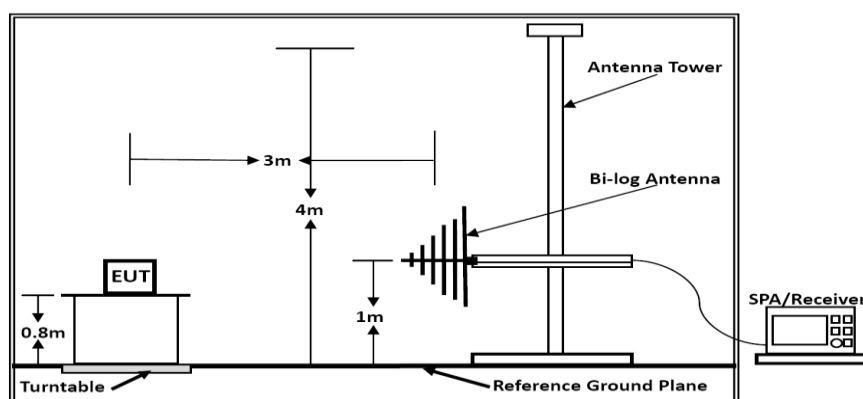 Antenna Tower
3m
Bi-log Antenna
4m
EUT
0.8m
1m
SPA/Receiver
Turntable
Reference Ground Plane